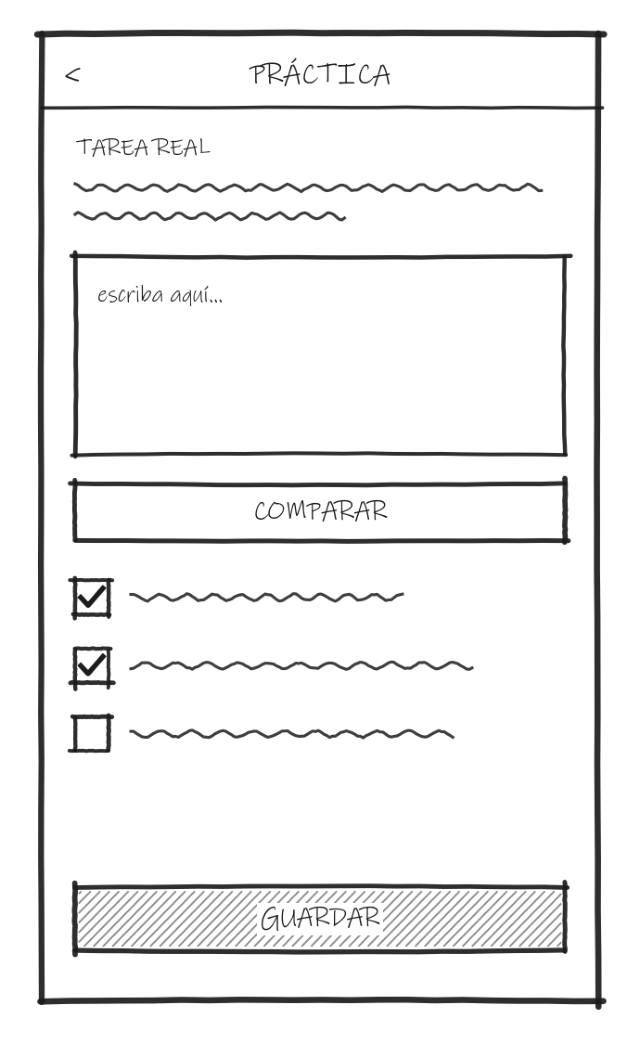 <
PRÁCTICA
TAREA REAL
escriba aquí...
COMPARAR
GUARDAR